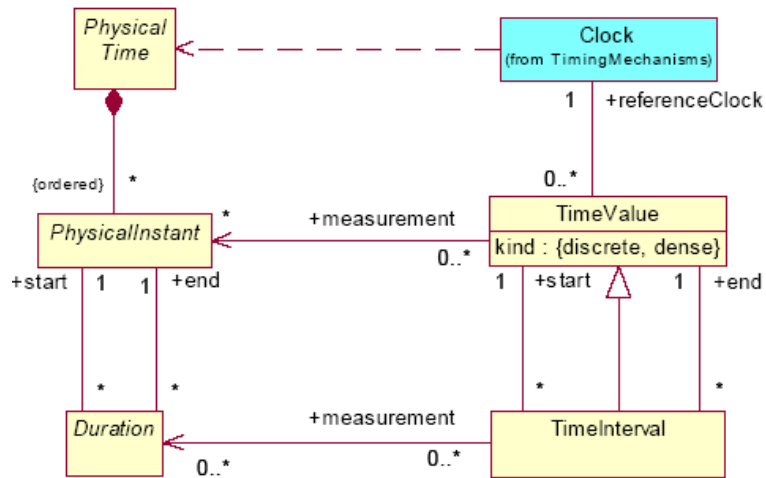 Physical
Time
Clock
(from TimingMechanisms)
1
+referenceClock
{ordered}
*
0..*
PhysicalInstant
*
+measurement
0..*
TimeValue
kind : {discrete, dense}
+start
1
1
+end
1
+start
1
+end
*
*
*
*
Duration
+measurement
0..*
0..*
TimeInterval